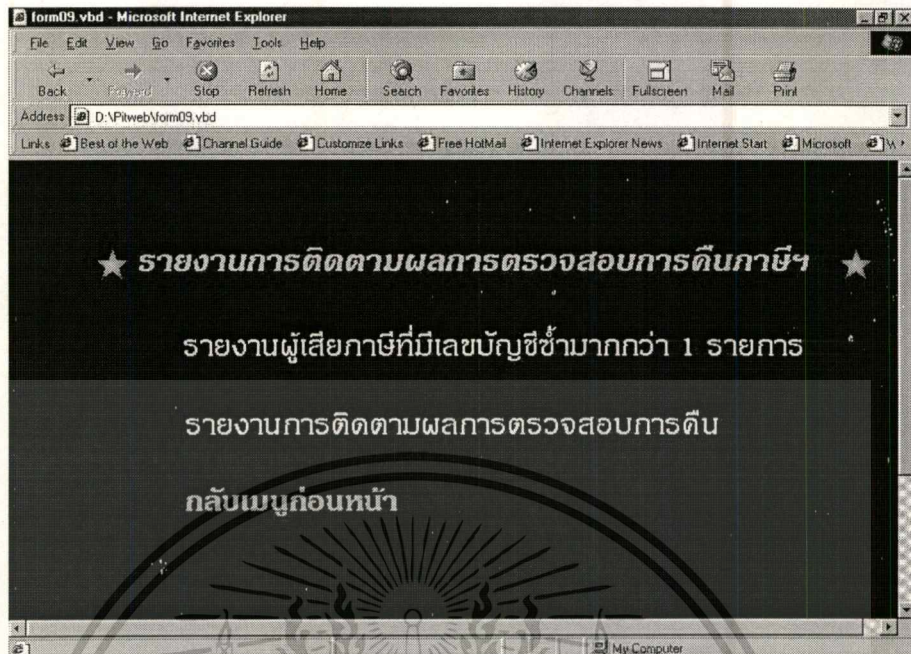 form09.vbd - Microsoft Internet Explorer
File Edit View Go Favorites Tools Help
Back Forward Stop Refresh Home Search Favorites History Channels Fullscreen Mail Print
Address D:\Pitweb\form09.vbd
Links Best of the Web Channel Guide Customize Links Free HotMail Internet Explorer News Internet Start Microsoft
รายงานการติดตามผลการตรวจสอบการคืนภาษีฯ
รายงานผู้เสียภาษีที่มีเลขบัญชีซ้ำมากกว่า 1 รายการ
รายงานการติดตามผลการตรวจสอบการคืน
กลับเมนูก่อนหน้า
My Computer